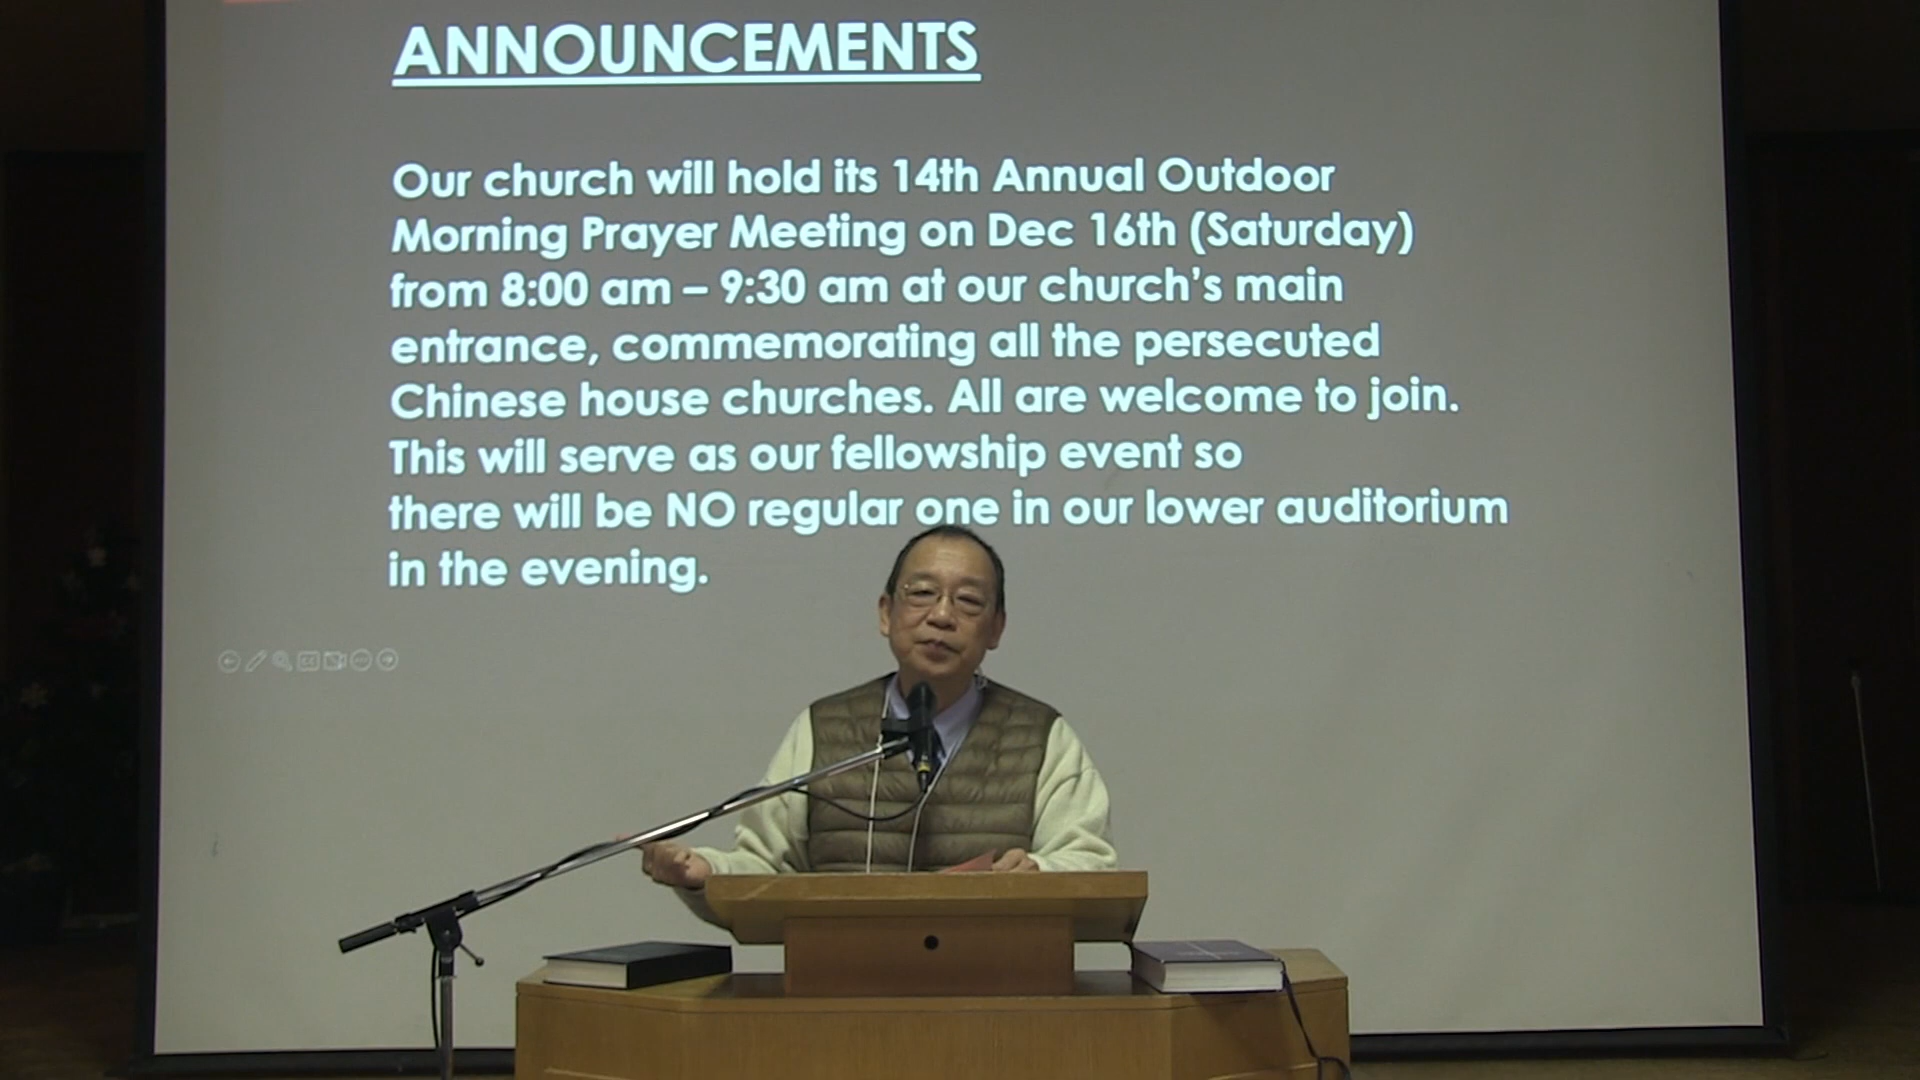 ANNOUNCEMENTS
Our church will hold its 14th Annual Outdoor
Morning Prayer Meeting on Dec 16th (Saturday)
from 8:00 am – 9:30 am at our church’s main
entrance, commemorating all the persecuted
Chinese house churches. All are welcome to join.
This will serve as our fellowship event so
there will be NO regular one in our lower auditorium
in the evening.